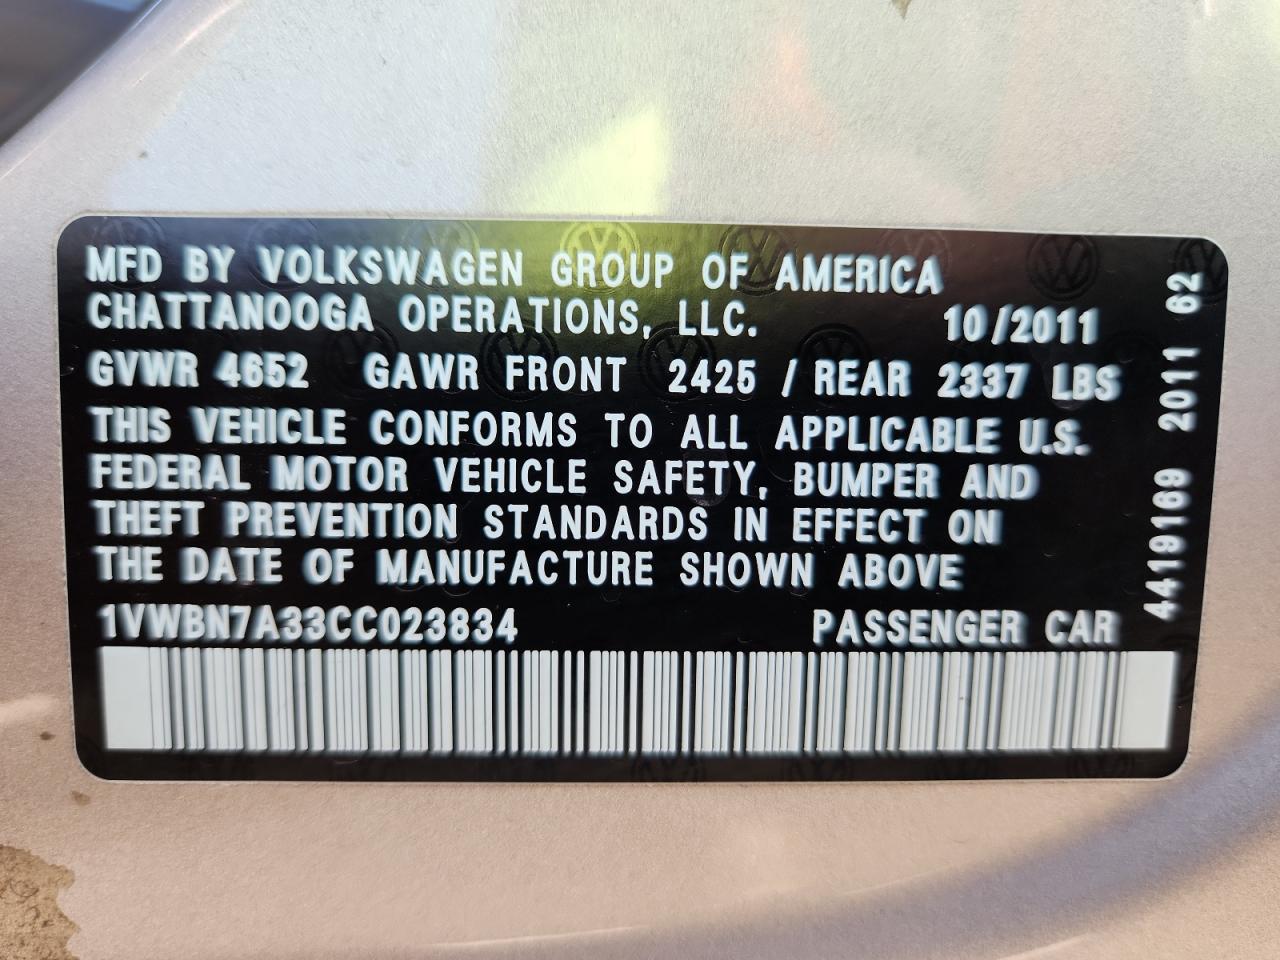 MFD BY VOLKSWAGEN GROUP OF AMERICA
CHATTANOOGA OPERATIONS, LLC. 10/2011
GVWR 4652 GAWR FRONT 2425 / REAR 2337 LBS
THIS VEHICLE CONFORMS TO ALL APPLICABLE U.S.
FEDERAL MOTOR VEHICLE SAFETY, BUMPER AND
THEFT PREVENTION STANDARDS IN EFFECT ON
THE DATE OF MANUFACTURE SHOWN ABOVE
1VWBN7A33CC023834 PASSENGER CAR
4419169 2011 62